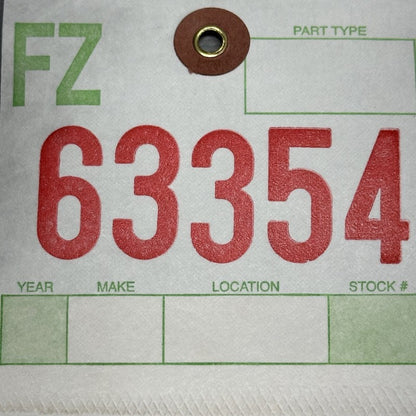 FZ
PART TYPE
63354
YEAR MAKE LOCATION STOCK #